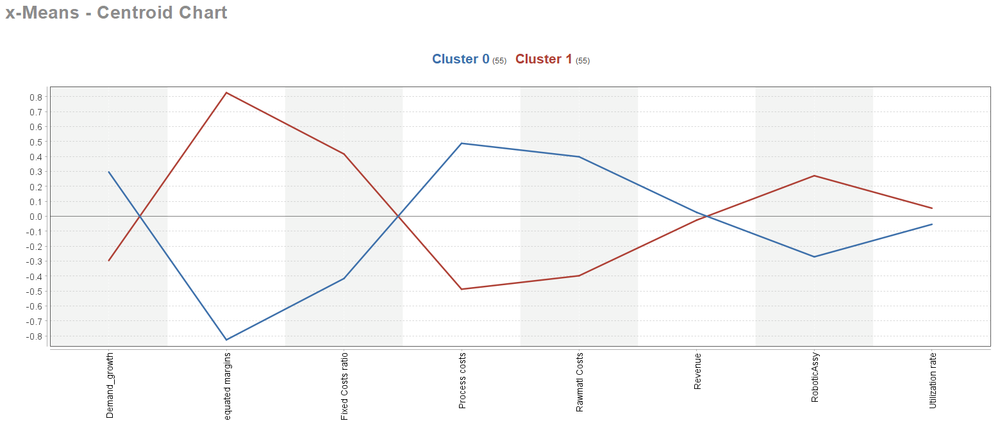 x-Means - Centroid Chart
Cluster 0 (55) Cluster 1 (55)
0.8
0.7
0.6
0.5
0.4
0.3
0.2
0.1
0.0
-0.1
-0.2
-0.3
-0.4
-0.5
-0.6
-0.7
-0.8
Demand_growth
equated margins
Fixed Costs ratio
Process costs
Rawmatl Costs
Revenue
RoboticAssy
Utilization rate